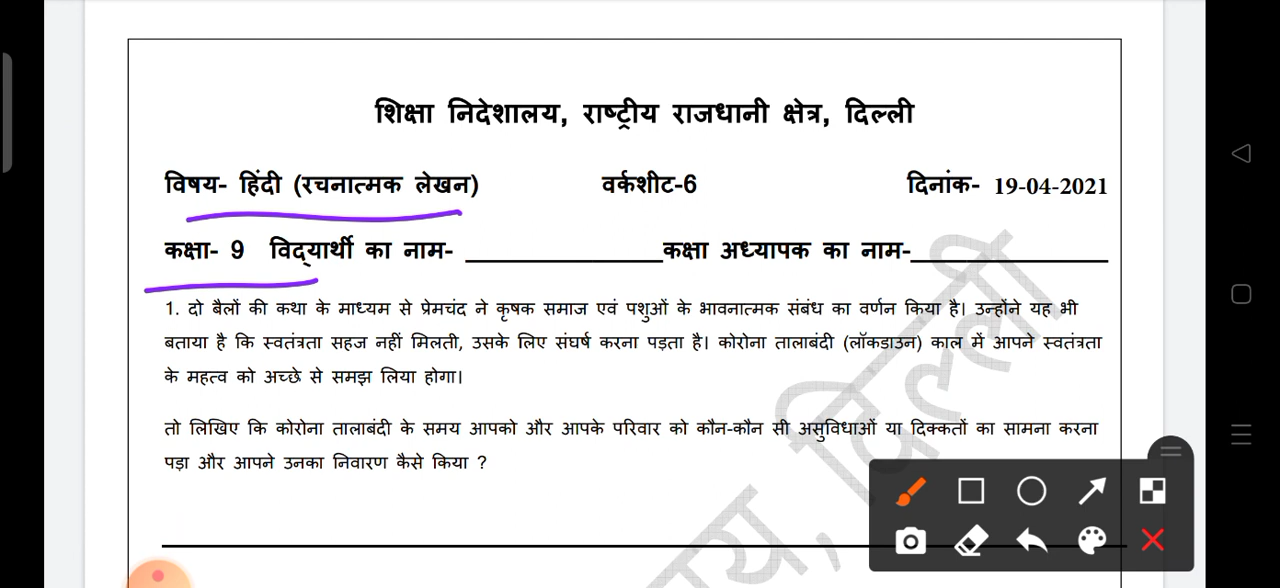 शिक्षा निदेशालय, राष्ट्रीय राजधानी क्षेत्र, दिल्ली
विषय- हिंदी (रचनात्मक लेखन) वर्कशीट-6 दिनांक- 19-04-2021
कक्षा- 9 विद्यार्थी का नाम- ______________कक्षा अध्यापक का नाम-______________
1. दो बैलों की कथा के माध्यम से प्रेमचंद ने कृषक समाज एवं पशुओं के भावनात्मक संबंध का वर्णन किया है। उन्होंने यह भी
बताया है कि स्वतंत्रता सहज नहीं मिलती, उसके लिए संघर्ष करना पड़ता है। कोरोना तालाबंदी (लॉकडाउन) काल में आपने स्वतंत्रता
के महत्व को अच्छे से समझ लिया होगा।
तो लिखिए कि कोरोना तालाबंदी के समय आपको और आपके परिवार को कौन-कौन सी असुविधाओं या दिक्कतों का सामना करना
पड़ा और आपने उनका निवारण कैसे किया ?
दिल्ली